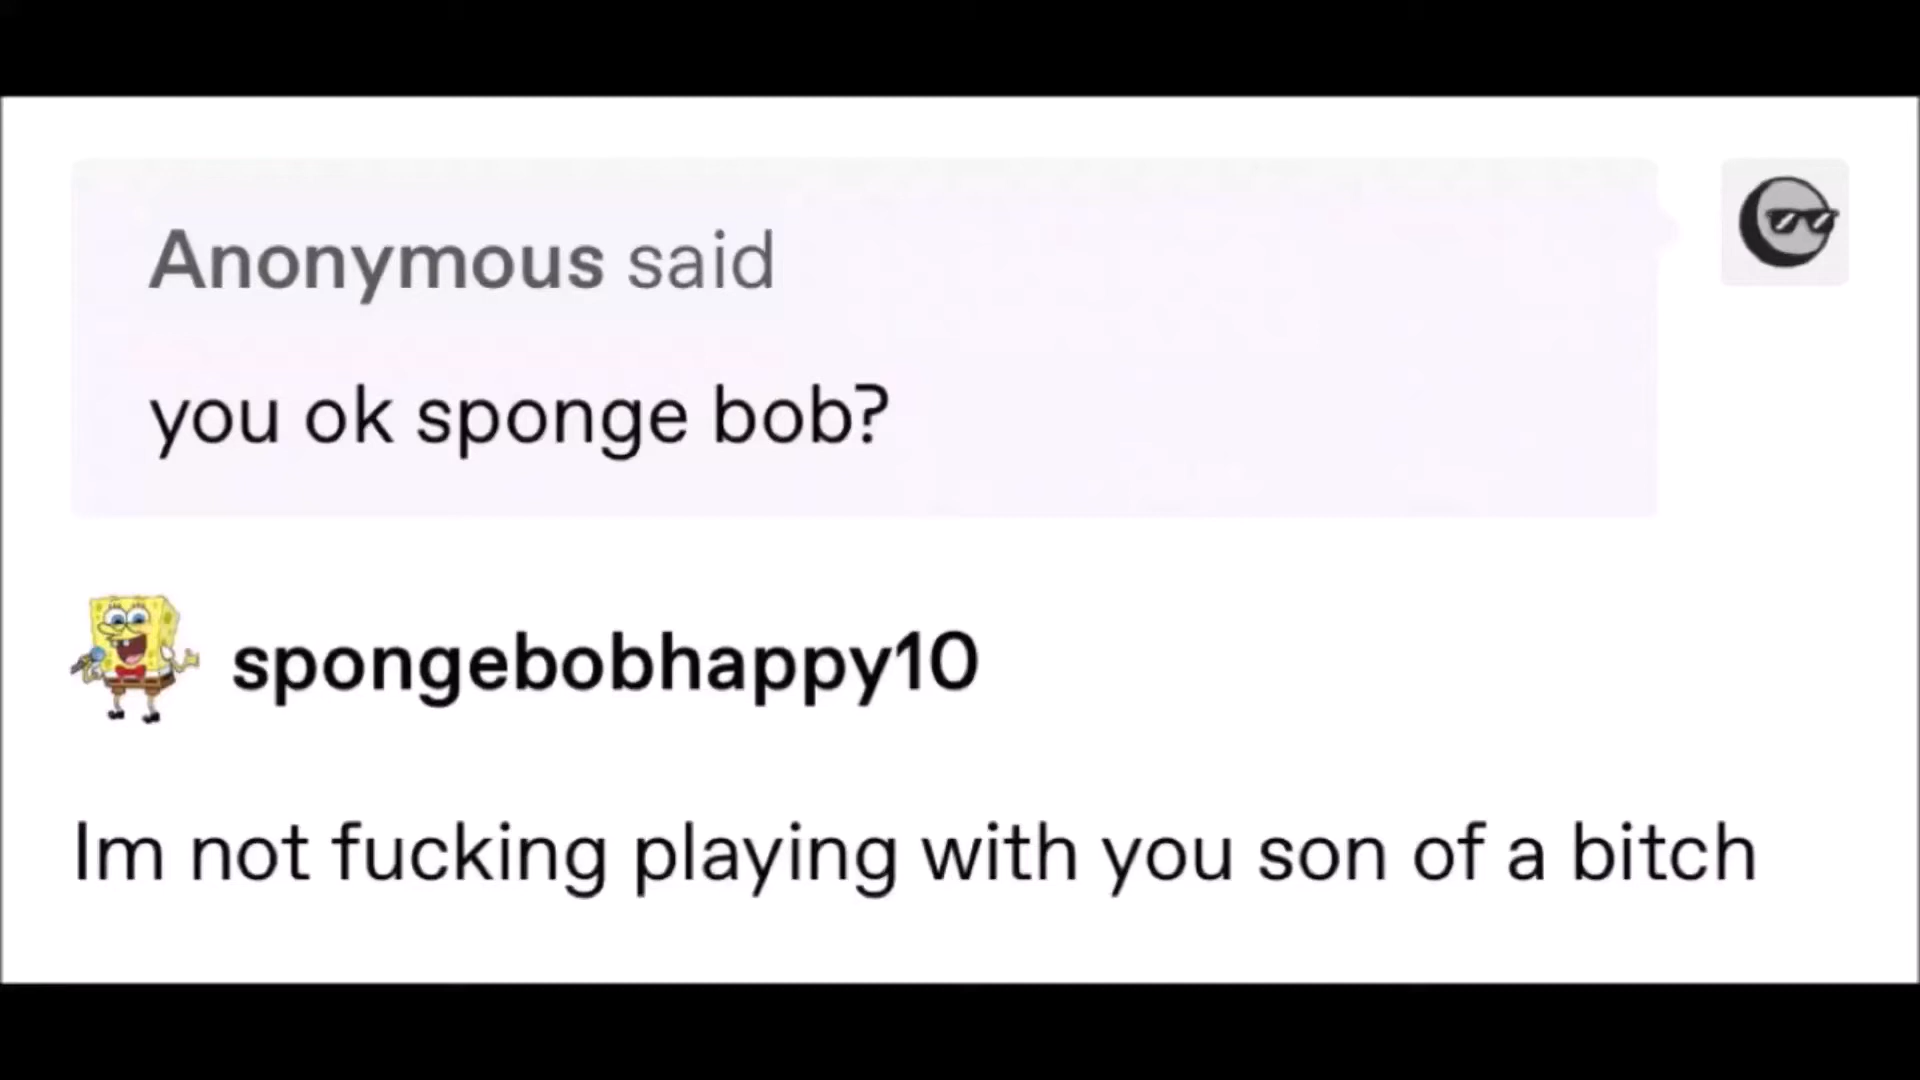 Anonymous said
you ok sponge bob?
spongebobhappy10
Im not fucking playing with you son of a bitch